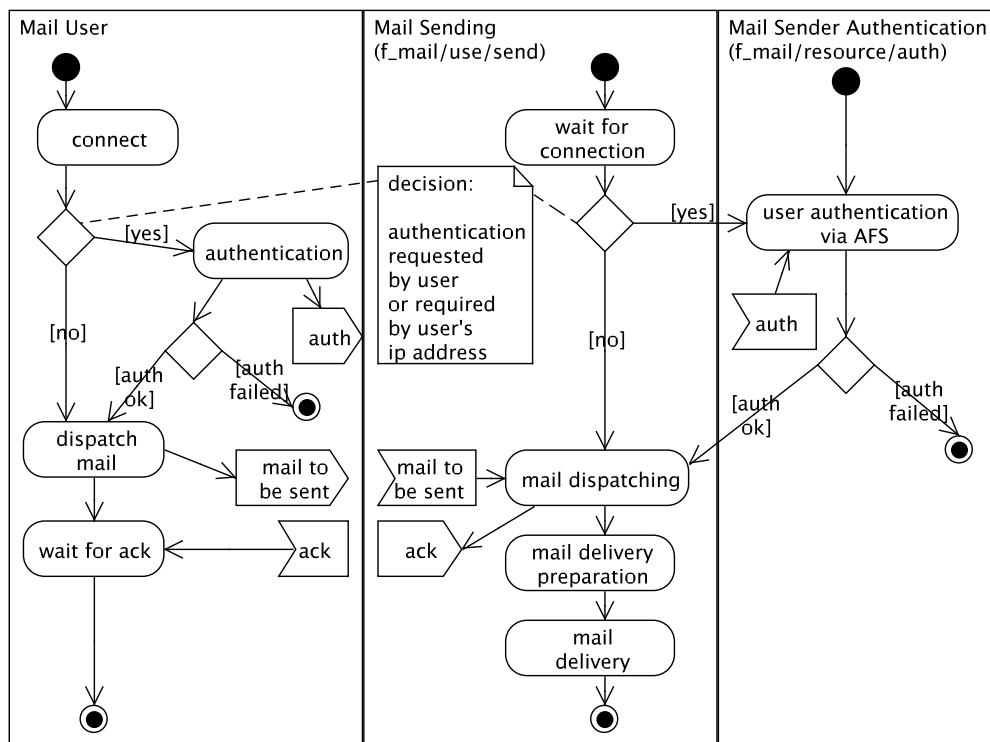 Mail User
connect
[yes]
authentication
[no]
auth
[auth
ok]
[auth
failed]
dispatch
mail
mail to
be sent
wait for ack
ack
Mail Sending
(f_mail/use/send)
wait for
connection
decision:
authentication
requested
by user
or required
by user's
ip address
[yes]
[no]
mail to
be sent
mail dispatching
ack
mail delivery
preparation
mail
delivery
Mail Sender Authentication
(f_mail/resource/auth)
user authentication
via AFS
auth
[auth
ok]
[auth
failed]